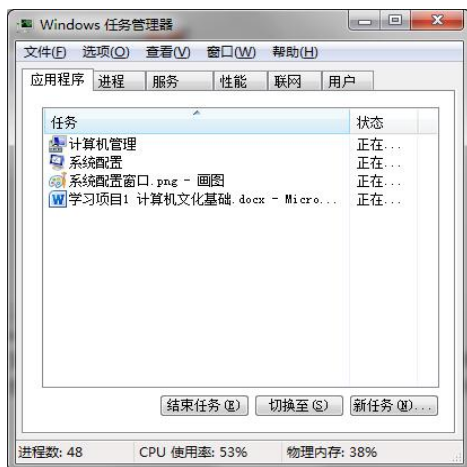 Windows 任务管理器
文件(F) 选项(O) 查看(V) 窗口(W) 帮助(H)
应用程序 进程 服务 性能 联网 用户
任务 状态
计算机管理 正在...
系统配置 正在...
系统配置窗口.png - 画图 正在...
学习项目1 计算机文化基础.docx - Micro... 正在...
结束任务(E) 切换至(S) 新任务(N)...
进程数: 48 CPU 使用率: 53% 物理内存: 38%